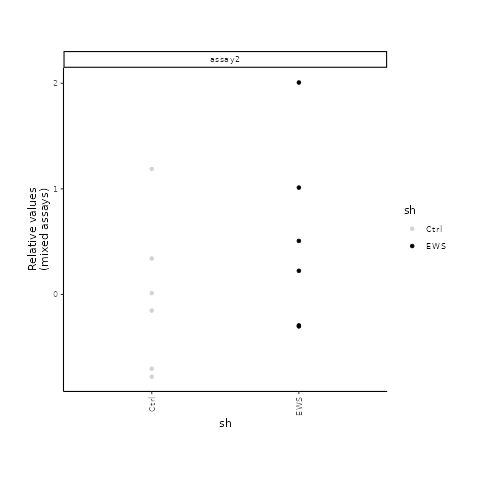 assay2
2
1
0
Relative values
(mixed assays)
Ctrl
EWS
sh
sh
Ctrl
EWS